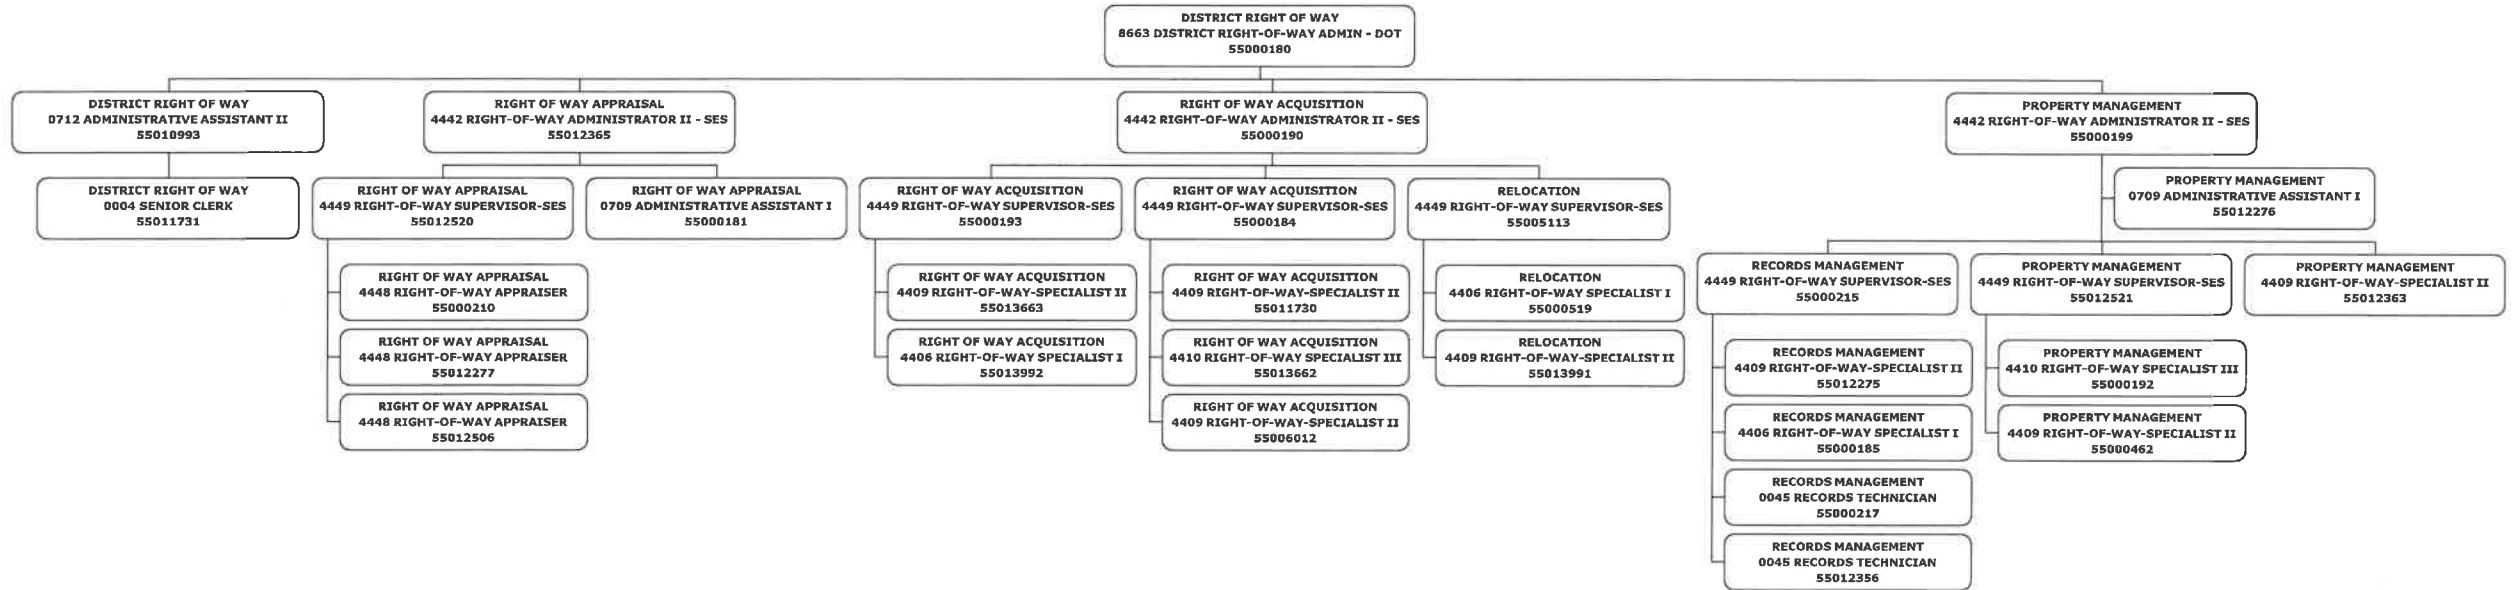 DISTRICT RIGHT OF WAY
8663 DISTRICT RIGHT-OF-WAY ADMIN - DOT
55000180
DISTRICT RIGHT OF WAY
0712 ADMINISTRATIVE ASSISTANT II
55010993
RIGHT OF WAY APPRAISAL
4442 RIGHT-OF-WAY ADMINISTRATOR II - SES
55012365
RIGHT OF WAY ACQUISITION
4442 RIGHT-OF-WAY ADMINISTRATOR II - SES
55000190
PROPERTY MANAGEMENT
4442 RIGHT-OF-WAY ADMINISTRATOR II - SES
55000199
DISTRICT RIGHT OF WAY
0004 SENIOR CLERK
55011731
RIGHT OF WAY APPRAISAL
4449 RIGHT-OF-WAY SUPERVISOR-SES
55012520
RIGHT OF WAY APPRAISAL
0709 ADMINISTRATIVE ASSISTANT I
55000181
RIGHT OF WAY ACQUISITION
4449 RIGHT-OF-WAY SUPERVISOR-SES
55000193
RIGHT OF WAY ACQUISITION
4449 RIGHT-OF-WAY SUPERVISOR-SES
55000184
RELOCATION
4449 RIGHT-OF-WAY SUPERVISOR-SES
55005113
PROPERTY MANAGEMENT
0709 ADMINISTRATIVE ASSISTANT I
55012276
RIGHT OF WAY APPRAISAL
4448 RIGHT-OF-WAY APPRAISER
55000210
RIGHT OF WAY APPRAISAL
4448 RIGHT-OF-WAY APPRAISER
55012277
RIGHT OF WAY APPRAISAL
4448 RIGHT-OF-WAY APPRAISER
55012506
RIGHT OF WAY ACQUISITION
4409 RIGHT-OF-WAY-SPECIALIST II
55013663
RIGHT OF WAY ACQUISITION
4406 RIGHT-OF-WAY SPECIALIST I
55013992
RIGHT OF WAY ACQUISITION
4409 RIGHT-OF-WAY-SPECIALIST II
55011730
RIGHT OF WAY ACQUISITION
4410 RIGHT-OF-WAY SPECIALIST III
55013662
RIGHT OF WAY ACQUISITION
4409 RIGHT-OF-WAY-SPECIALIST II
55006012
RELOCATION
4406 RIGHT-OF-WAY SPECIALIST I
55000519
RELOCATION
4409 RIGHT-OF-WAY-SPECIALIST II
55013991
RECORDS MANAGEMENT
4449 RIGHT-OF-WAY SUPERVISOR-SES
55000215
PROPERTY MANAGEMENT
4449 RIGHT-OF-WAY SUPERVISOR-SES
55012521
PROPERTY MANAGEMENT
4409 RIGHT-OF-WAY-SPECIALIST II
55012363
RECORDS MANAGEMENT
4409 RIGHT-OF-WAY-SPECIALIST II
55012275
RECORDS MANAGEMENT
4406 RIGHT-OF-WAY SPECIALIST I
55000185
RECORDS MANAGEMENT
0045 RECORDS TECHNICIAN
55000217
RECORDS MANAGEMENT
0045 RECORDS TECHNICIAN
55012356
PROPERTY MANAGEMENT
4410 RIGHT-OF-WAY SPECIALIST III
55000192
PROPERTY MANAGEMENT
4409 RIGHT-OF-WAY-SPECIALIST II
55000462